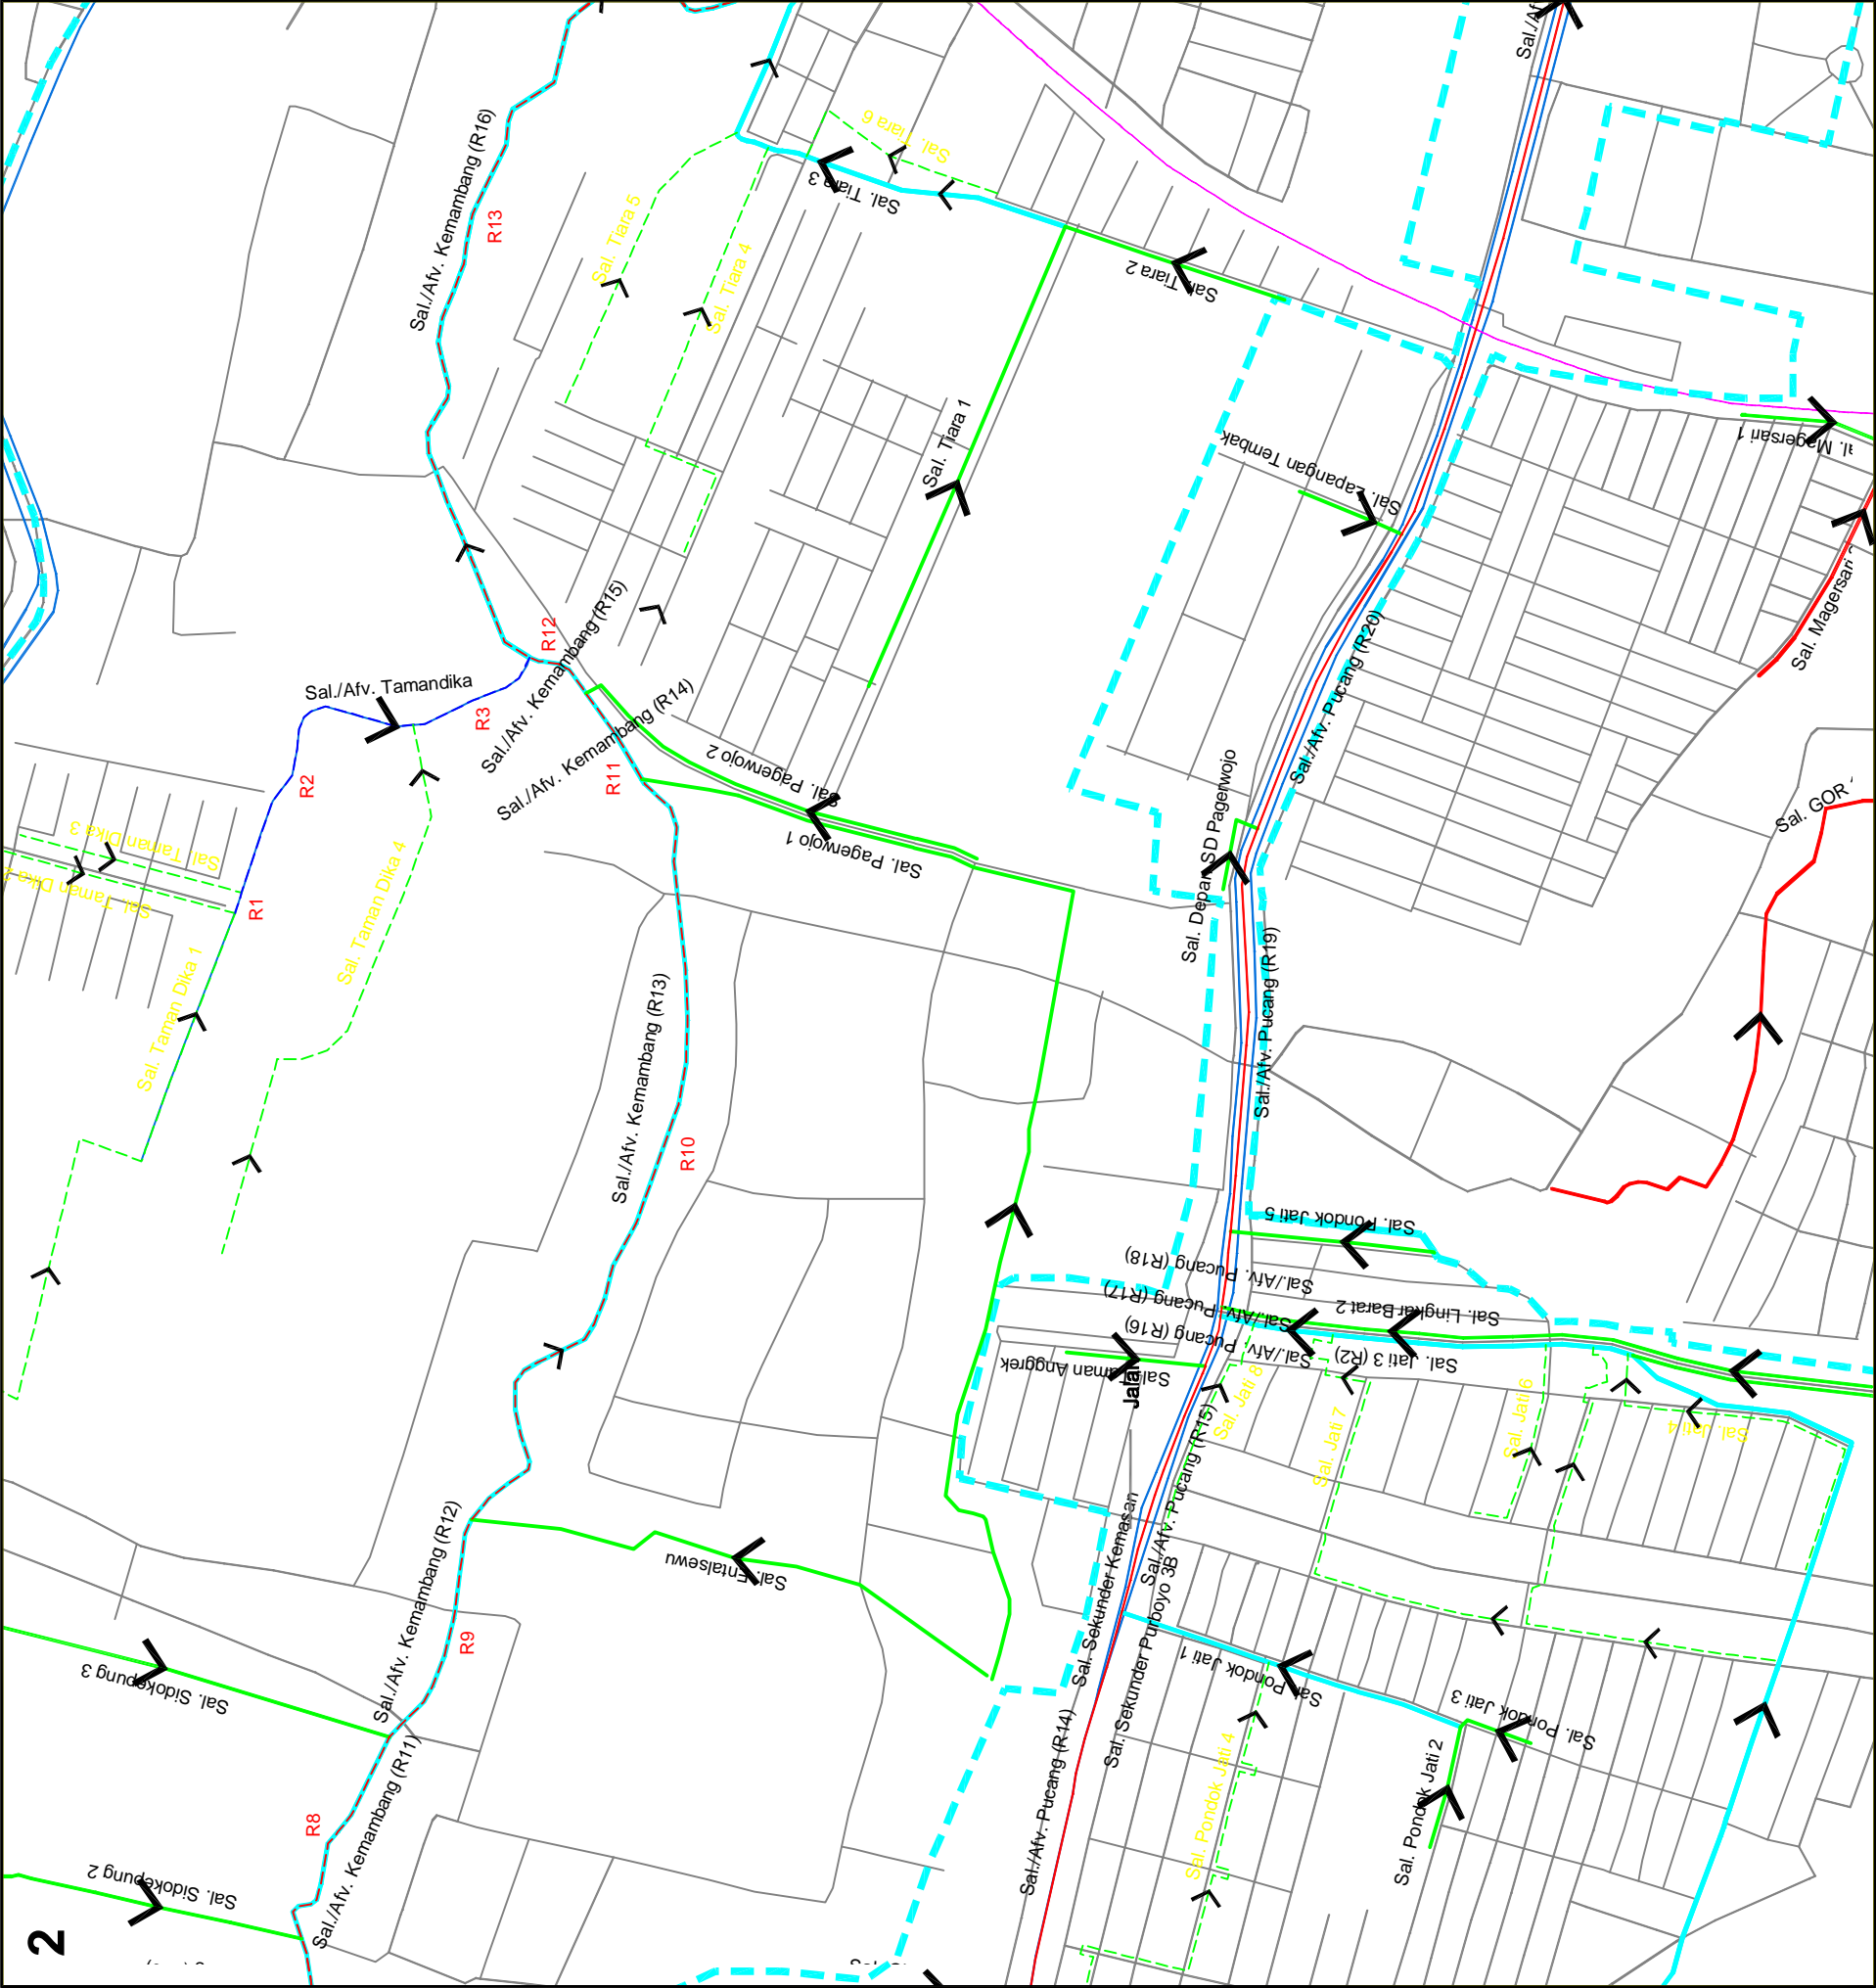 Sal./Af
Sal./Afv. Kemambang (R16)
R13
Sal. Tiara 6
Sal. Tiara 3
Sal. Tiara 5
Sal. Tiara 4
Sal. Tiara 2
Sal. Tiara 1
Sal. Lapangan Tembak
al. Magersari 1
Sal. Magersari
R12
Sal./Afv. Kemambang (R15)
Sal./Afv. Tamandika
R3
R2
Sal./Afv. Kemambang (R14)
R11
Sal. Pagerwojo 2
Sal. Pagerwojo 1
Sal./Afv. Pucang (R20)
Sal. GOR
Sal. Taman Dika 3
Sal. Taman Dika 2
R1
Sal. Taman Dika 4
Sal. Taman Dika 1
Sal. Depan SD Pagerwojo
Sal./Afv. Pucang (R19)
Sal./Afv. Kemambang (R13)
R10
Sal. Pondok Jati 5
Sal./Afv. Pucang (R18)
Sal./Afv. Pucang (R17)
Sal./Afv. Pucang (R16)
Sal. Lingkar Barat 2
Sal. Jati 3 (R2)
Sal. Taman Anggrek
Jalan
Sal. Jati 8
Sal. Jati 7
Sal. Jati 6
Sal. Jati 4
Sal./Afv. Pucang (R15)
Sal. Sekunder Kemasan
Sal. Sekunder Purboyo 3B
Sal. Entalsewu
Sal./Afv. Kemambang (R12)
R9
Sal. Sidokepung 3
Sal. Pondok Jati 1
Sal. Pondok Jati 3
Sal. Pondok Jati 2
Sal. Pondok Jati 4
Sal./Afv. Pucang (R14)
R8
Sal./Afv. Kemambang (R11)
Sal. Sidokepung 2
2